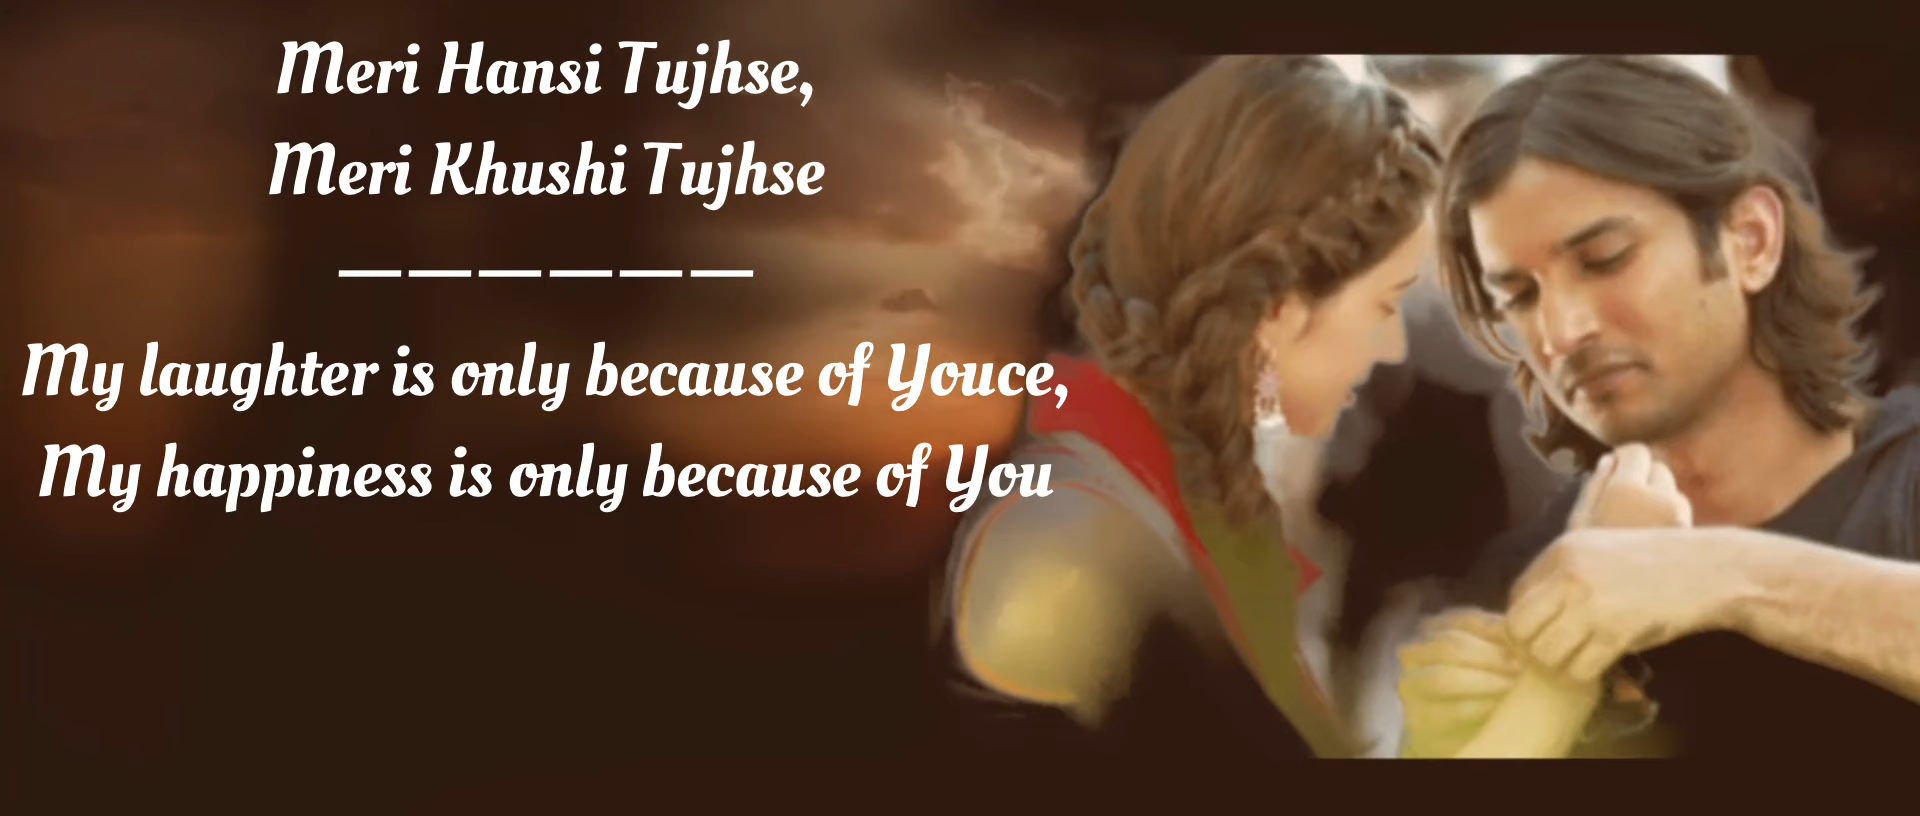 Meri Hansi Tujhse,
Meri Khushi Tujhse
——————
My laughter is only because of Youce,
My happiness is only because of You